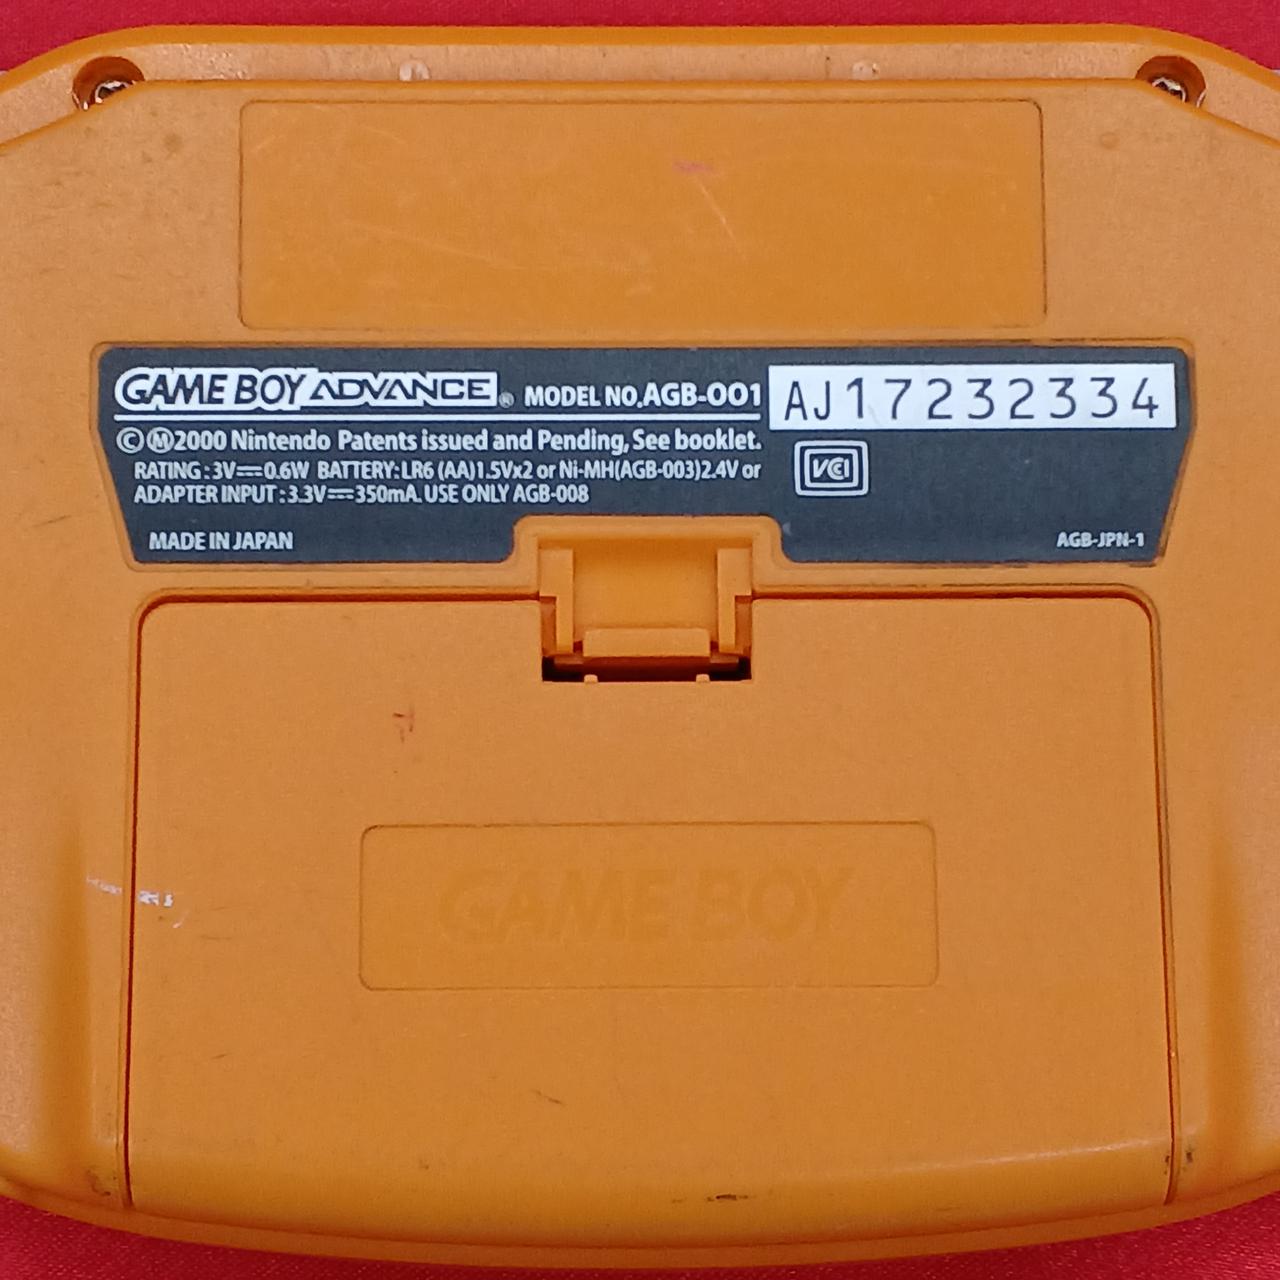 GAME BOY ADVANCE® MODEL NO.AGB-001 AJ17232334
©Ⓜ2000 Nintendo Patents issued and Pending, See booklet.
RATING:3V⎓0.6W BATTERY:LR6 (AA)1.5Vx2 or Ni-MH(AGB-003)2.4V or
VCI
ADAPTER INPUT:3.3V⎓350mA. USE ONLY AGB-008
MADE IN JAPAN AGB-JPN-1
GAME BOY